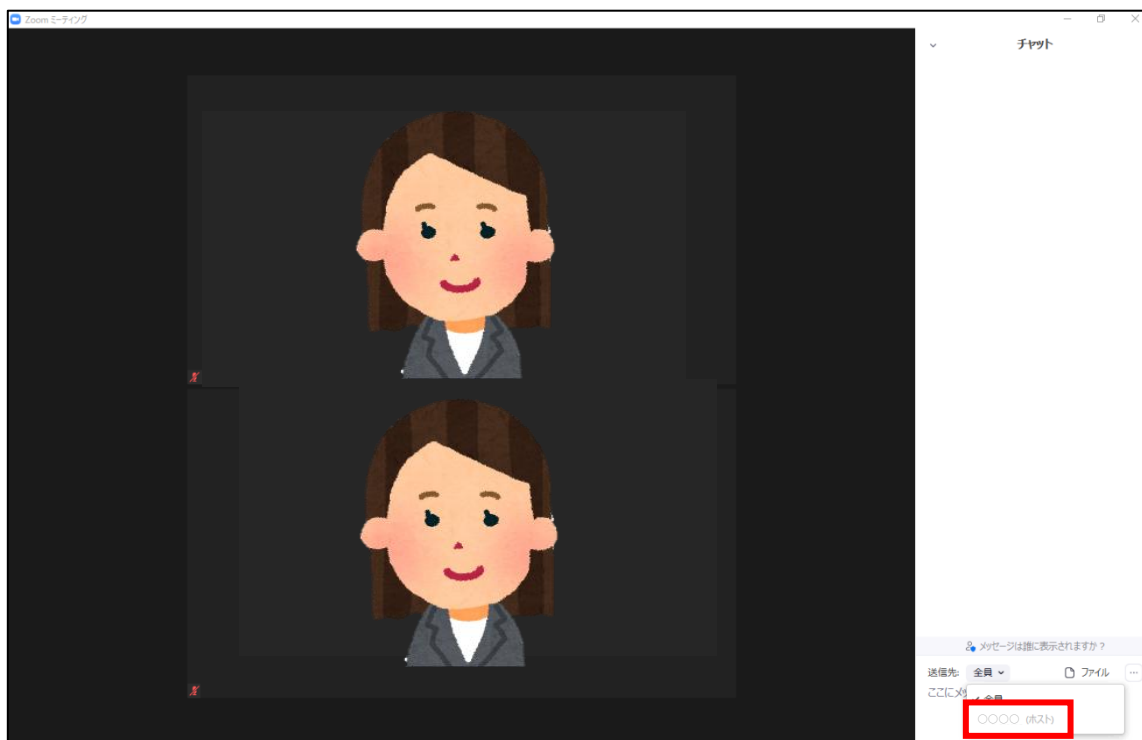 Zoom ミーティング
チャット
メッセージは誰に表示されますか？
送信先: 全員 ファイル …
ここにメッ
✓ 全員
○○○○ (ホスト)